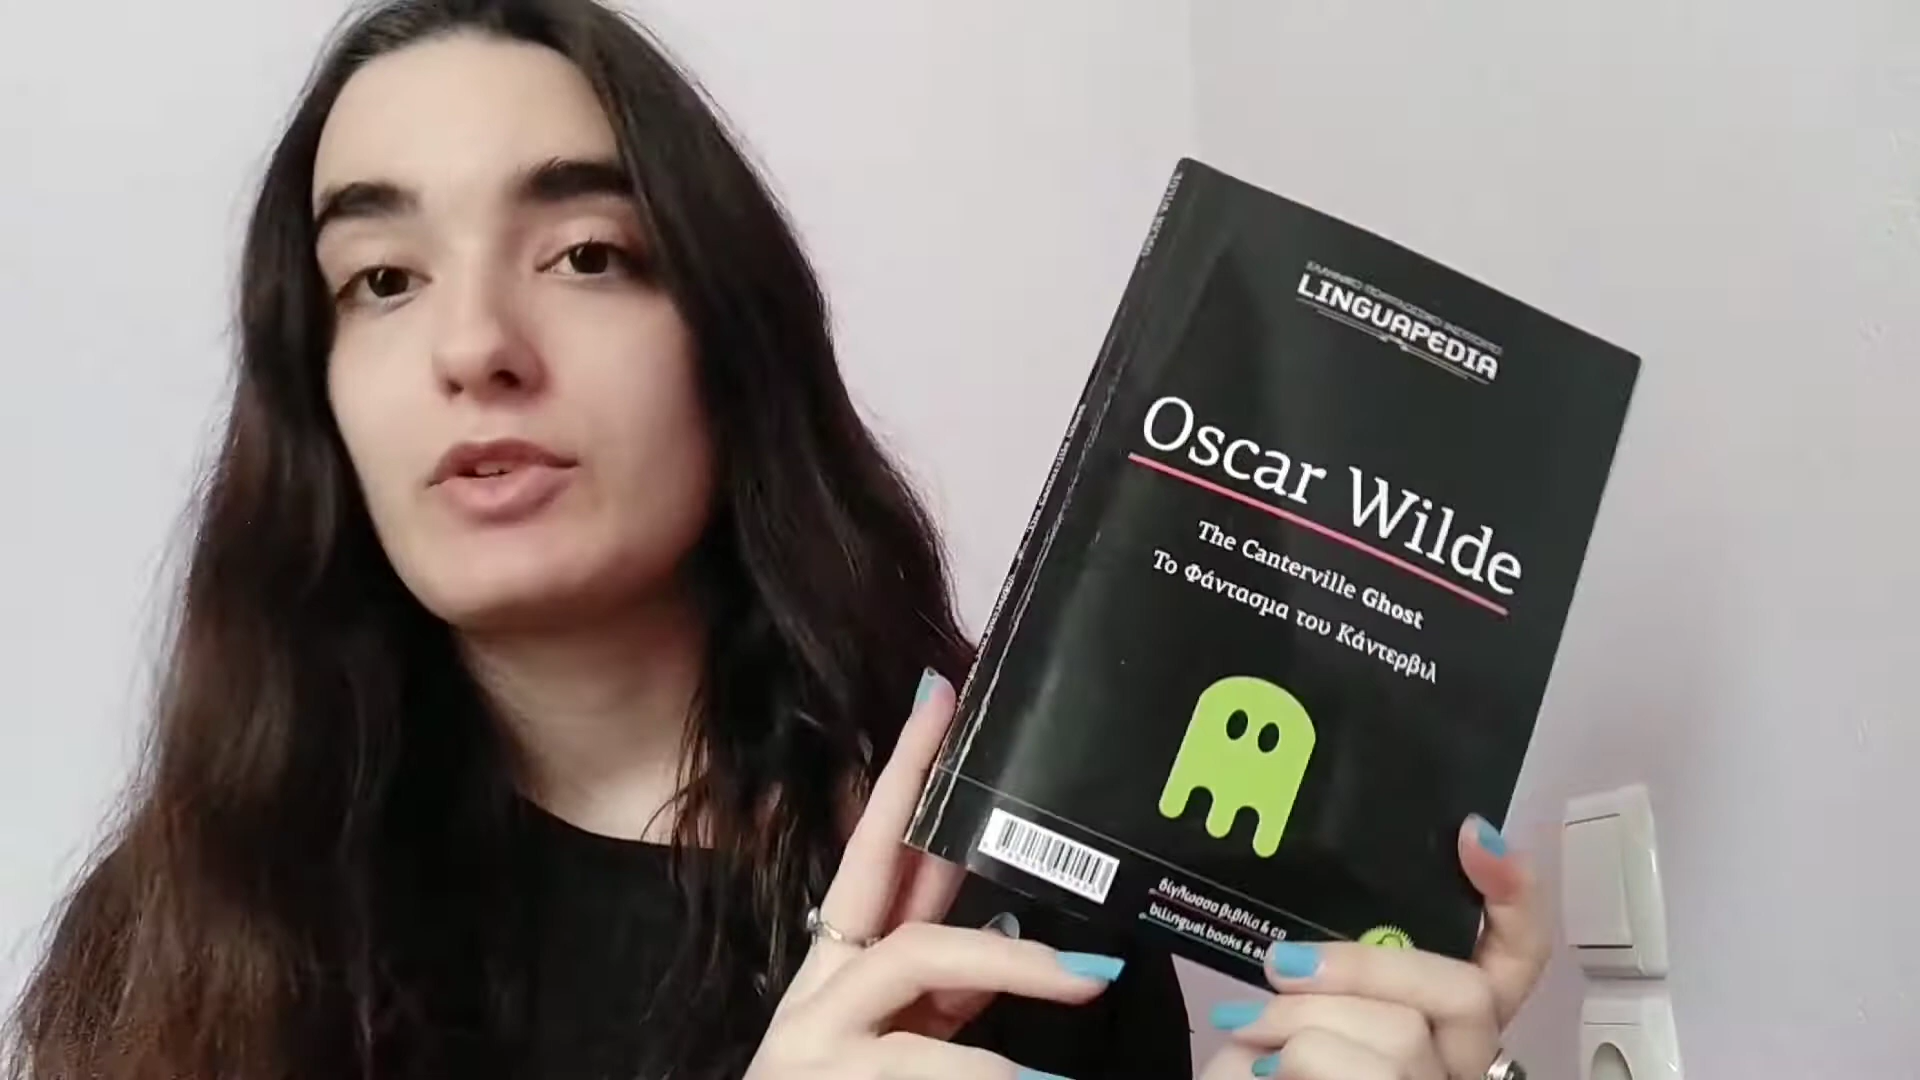 LINGUAPEDIA
Oscar Wilde
The Canterville Ghost
Το Φάντασμα του Κάντερβιλ
δίγλωσσα βιβλία & CD
bilingual books &